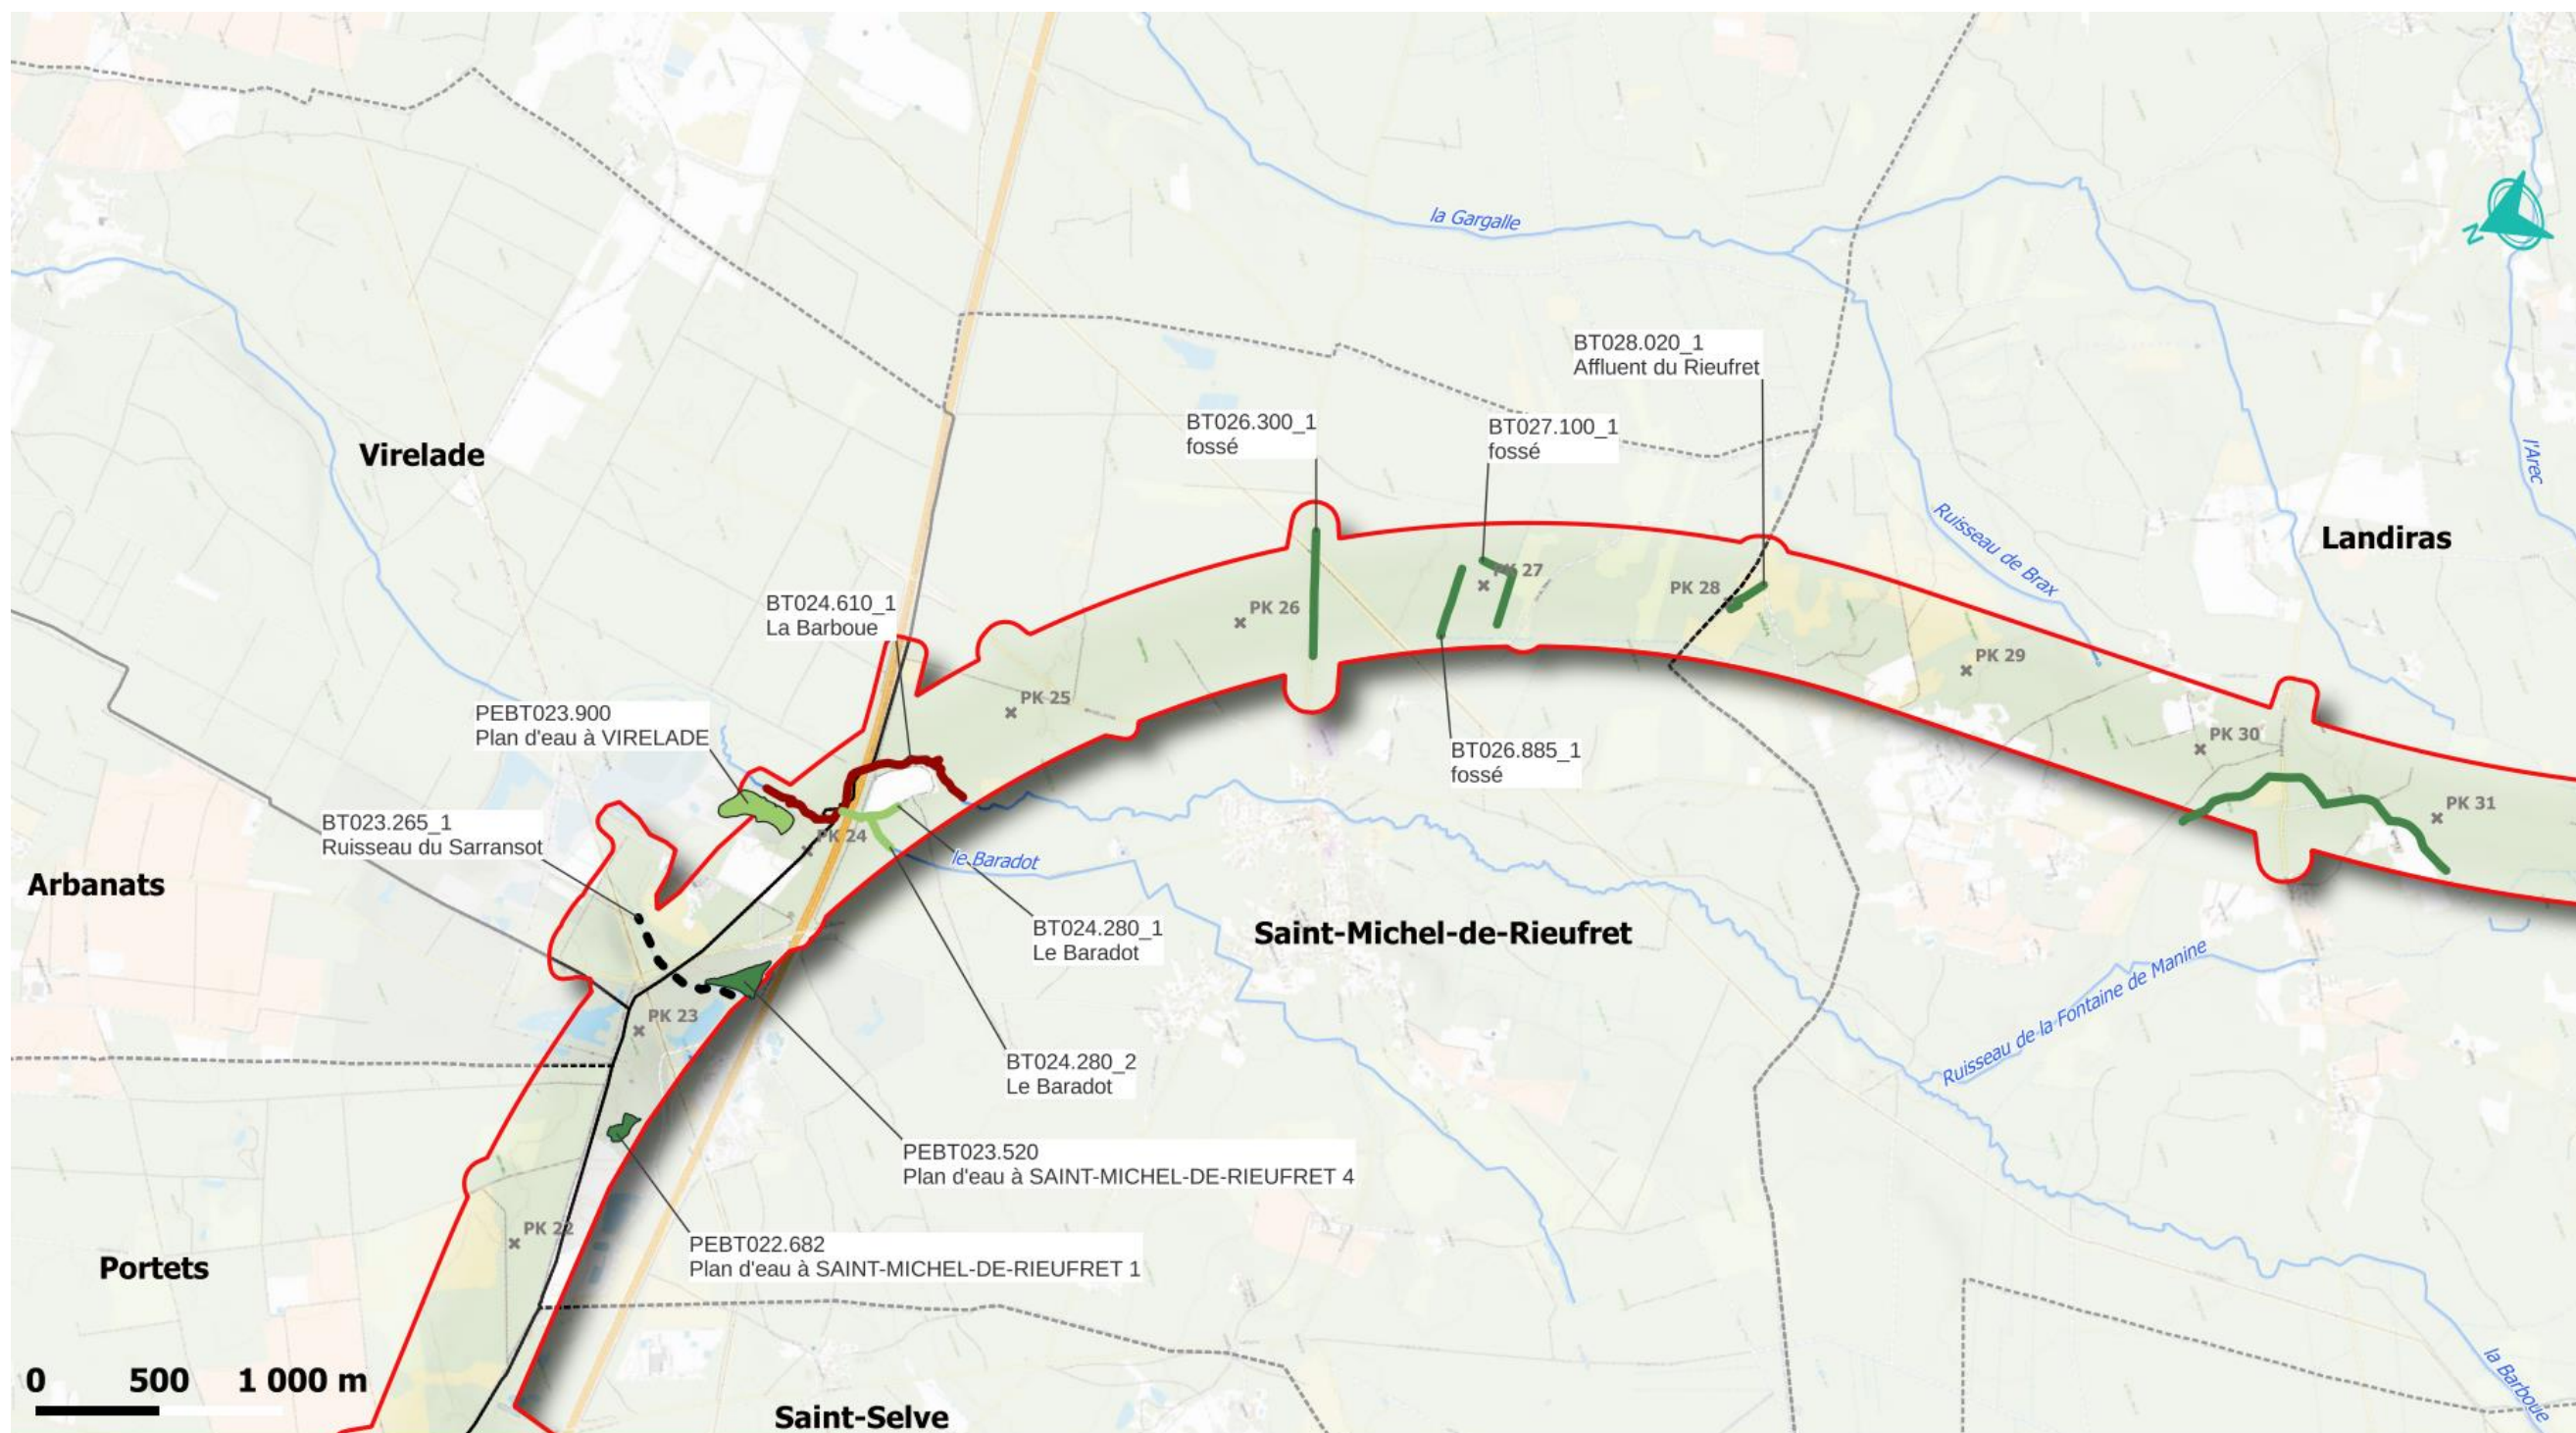 la Gargalle
N
BT028.020_1
Affluent du Rieufret
BT026.300_1
fossé
BT027.100_1
fossé
Virelade
l'Arec
Ruisseau de Brax
Landiras
PK 27
PK 28
BT024.610_1
La Barboue
PK 26
PK 29
PK 25
PEBT023.900
Plan d'eau à VIRELADE
PK 30
BT026.885_1
fossé
PK 31
BT023.265_1
Ruisseau du Sarransot
PK 24
le Baradot
Arbanats
BT024.280_1
Le Baradot
Saint-Michel-de-Rieufret
Ruisseau de la Fontaine de Manine
PK 23
BT024.280_2
Le Baradot
PEBT023.520
Plan d'eau à SAINT-MICHEL-DE-RIEUFRET 4
PK 22
PEBT022.682
Plan d'eau à SAINT-MICHEL-DE-RIEUFRET 1
Portets
la Barboue
0 500 1 000 m
Saint-Selve